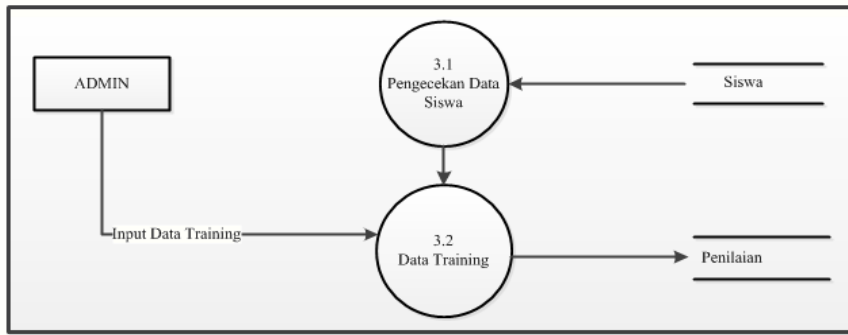 ADMIN
3.1
Pengecekan Data
Siswa
Siswa
Input Data Training
3.2
Data Training
Penilaian